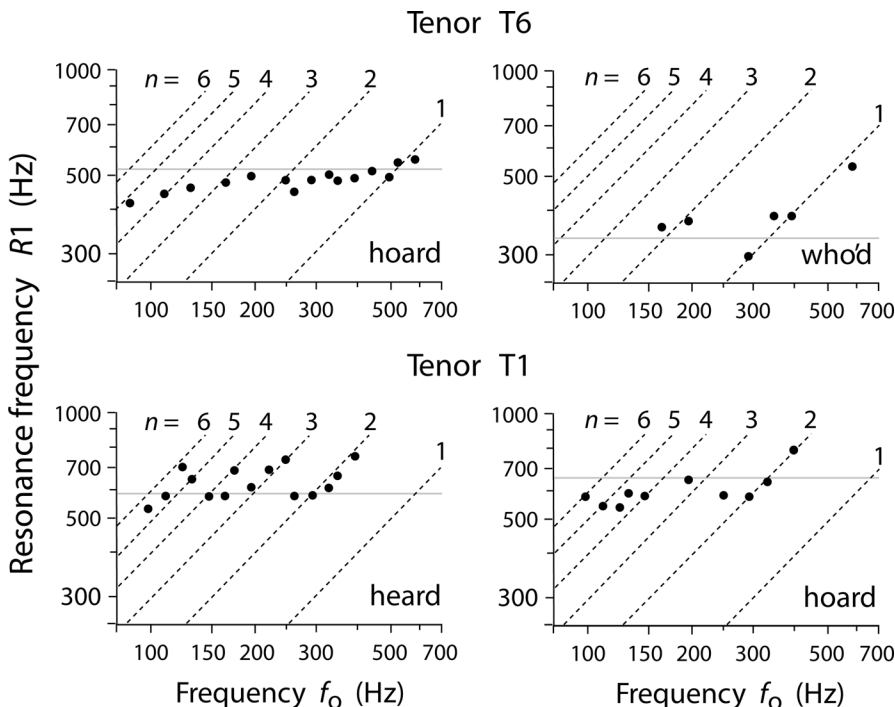 Tenor T6
Resonance frequency R1 (Hz)
1000
700
500
300
n = 6 5 4 3 2
1
hoard
100 150 200 300 500 700
1000
700
500
300
n = 6 5 4 3 2
1
who'd
100 150 200 300 500 700
Tenor T1
1000
700
500
300
n = 6 5 4 3 2
1
heard
100 150 200 300 500 700
Frequency fo (Hz)
1000
700
500
300
n = 6 5 4 3 2
1
hoard
100 150 200 300 500 700
Frequency fo (Hz)